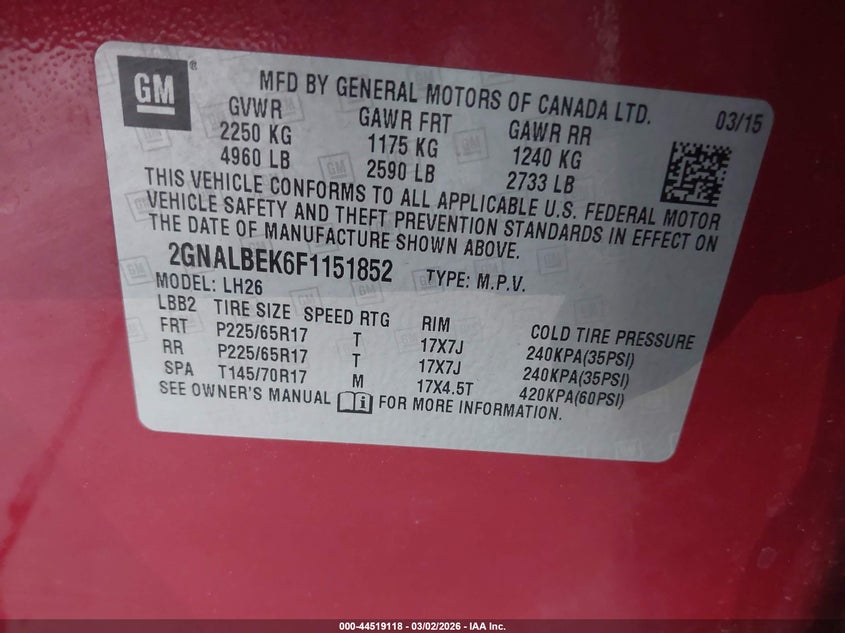 GM
MFD BY GENERAL MOTORS OF CANADA LTD. 03/15
GVWR GAWR FRT GAWR RR
2250 KG 1175 KG 1240 KG
4960 LB 2590 LB 2733 LB
THIS VEHICLE CONFORMS TO ALL APPLICABLE U.S. FEDERAL MOTOR
VEHICLE SAFETY AND THEFT PREVENTION STANDARDS IN EFFECT ON
THE DATE OF MANUFACTURE SHOWN ABOVE.
2GNALBEK6F1151852 TYPE: M.P.V.
MODEL: LH26
LBB2 TIRE SIZE SPEED RTG RIM COLD TIRE PRESSURE
FRT P225/65R17 T 17X7J 240KPA(35PSI)
RR P225/65R17 T 17X7J 240KPA(35PSI)
SPA T145/70R17 M 17X4.5T 420KPA(60PSI)
SEE OWNER'S MANUAL i FOR MORE INFORMATION.
000-44519118 - 03/02/2026 - IAA Inc.